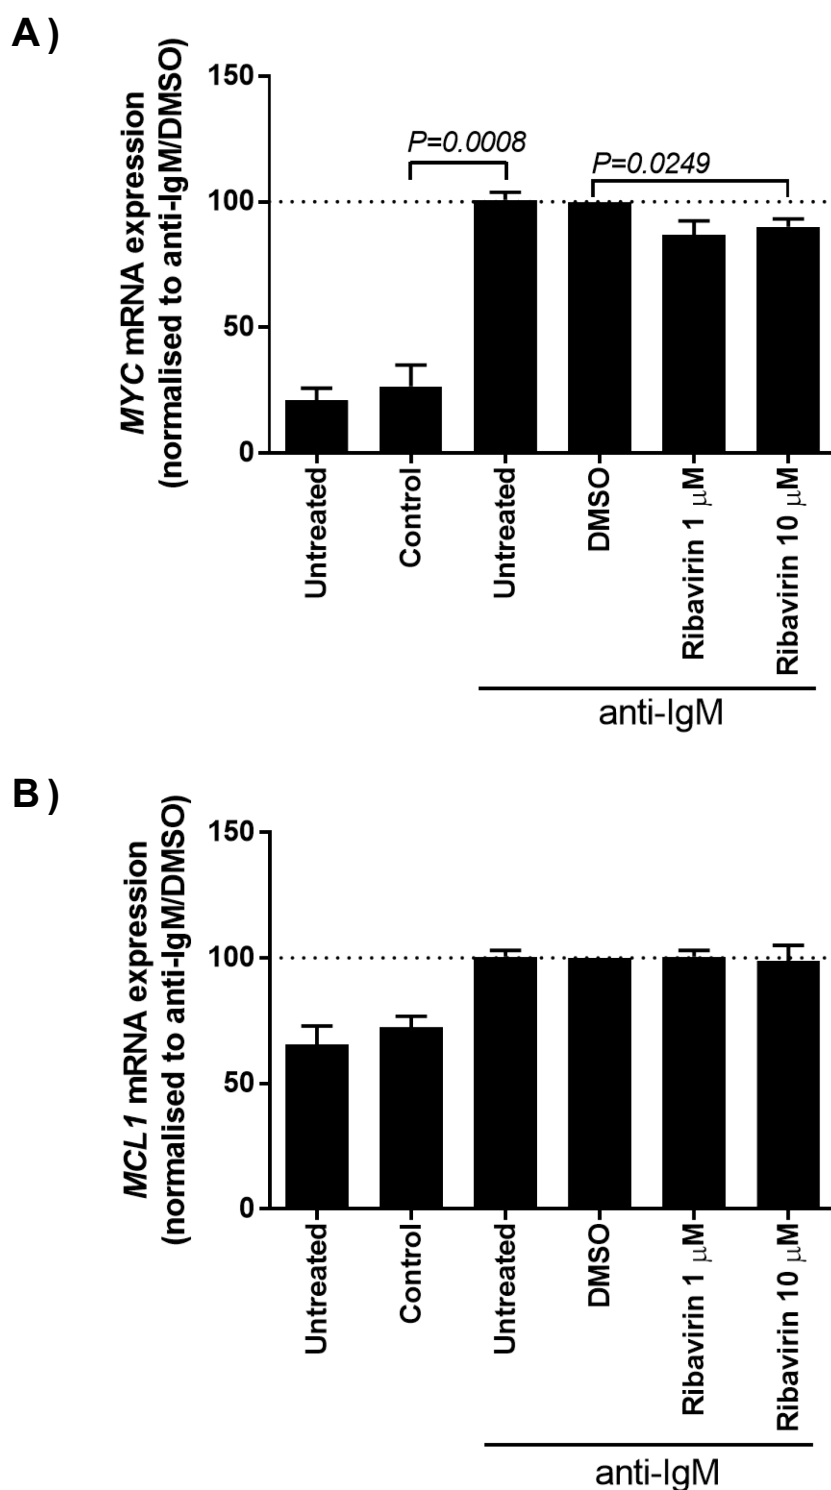 A)
MYC mRNA expression
(normalised to anti-IgM/DMSO)
150
100
50
0
P=0.0008
P=0.0249
Untreated
Control
Untreated
DMSO
Ribavirin 1 μM
Ribavirin 10 μM
anti-IgM
B)
MCL1 mRNA expression
(normalised to anti-IgM/DMSO)
150
100
50
0
Untreated
Control
Untreated
DMSO
Ribavirin 1 μM
Ribavirin 10 μM
anti-IgM